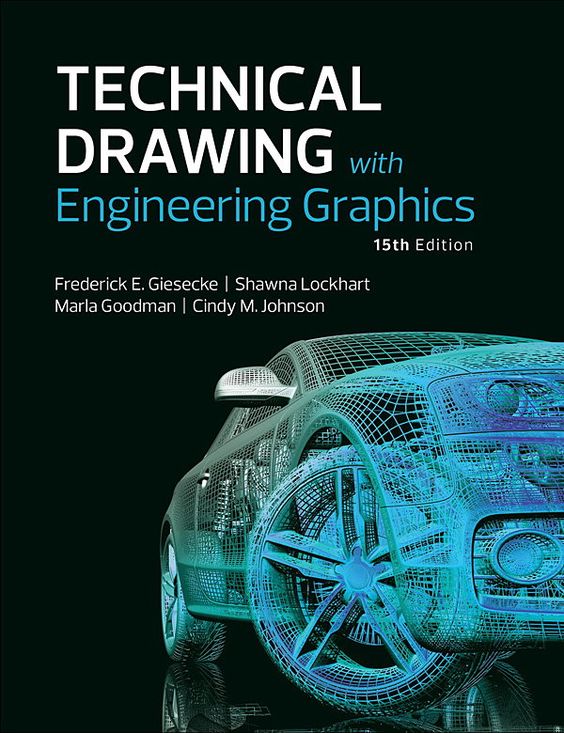 TECHNICAL
DRAWING with
Engineering Graphics
15th Edition
Frederick E. Giesecke | Shawna Lockhart
Marla Goodman | Cindy M. Johnson